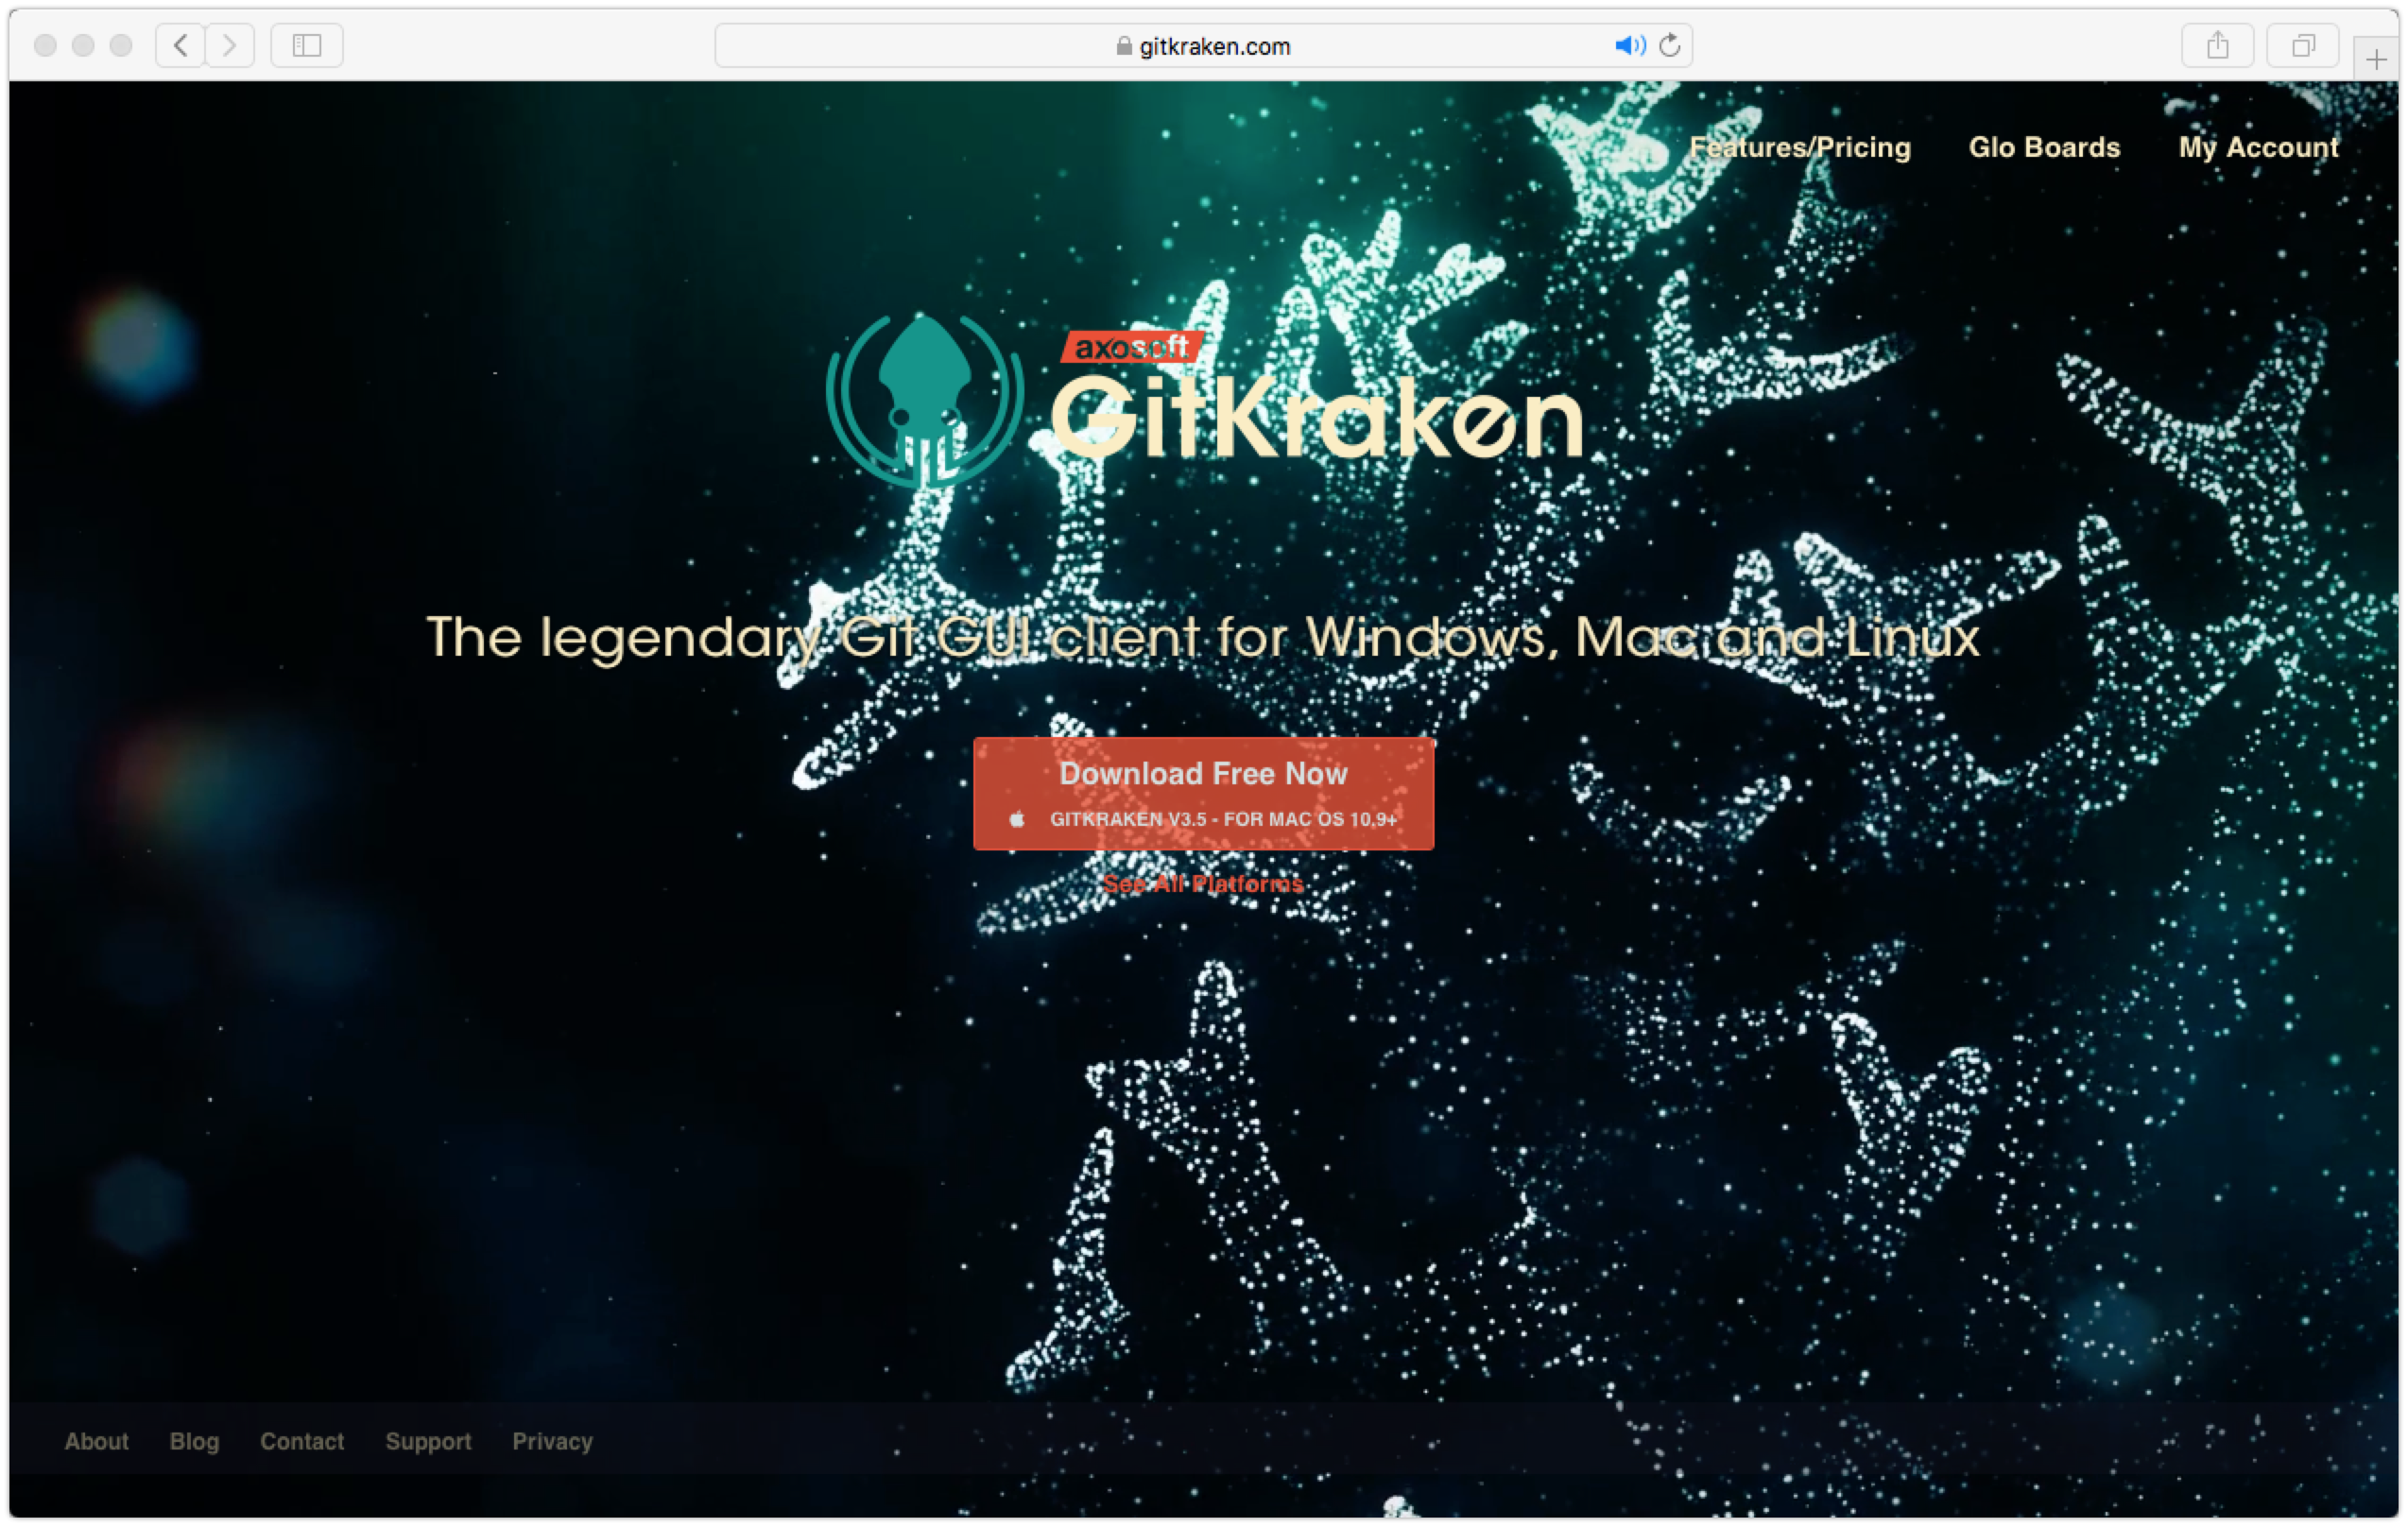 gitkraken.com
Features/Pricing Glo Boards My Account
axosoft
GitKraken
The legendary Git GUI client for Windows, Mac and Linux
Download Free Now
GITKRAKEN V3.5 - FOR MAC OS 10.9+
See All Platforms
About Blog Contact Support Privacy